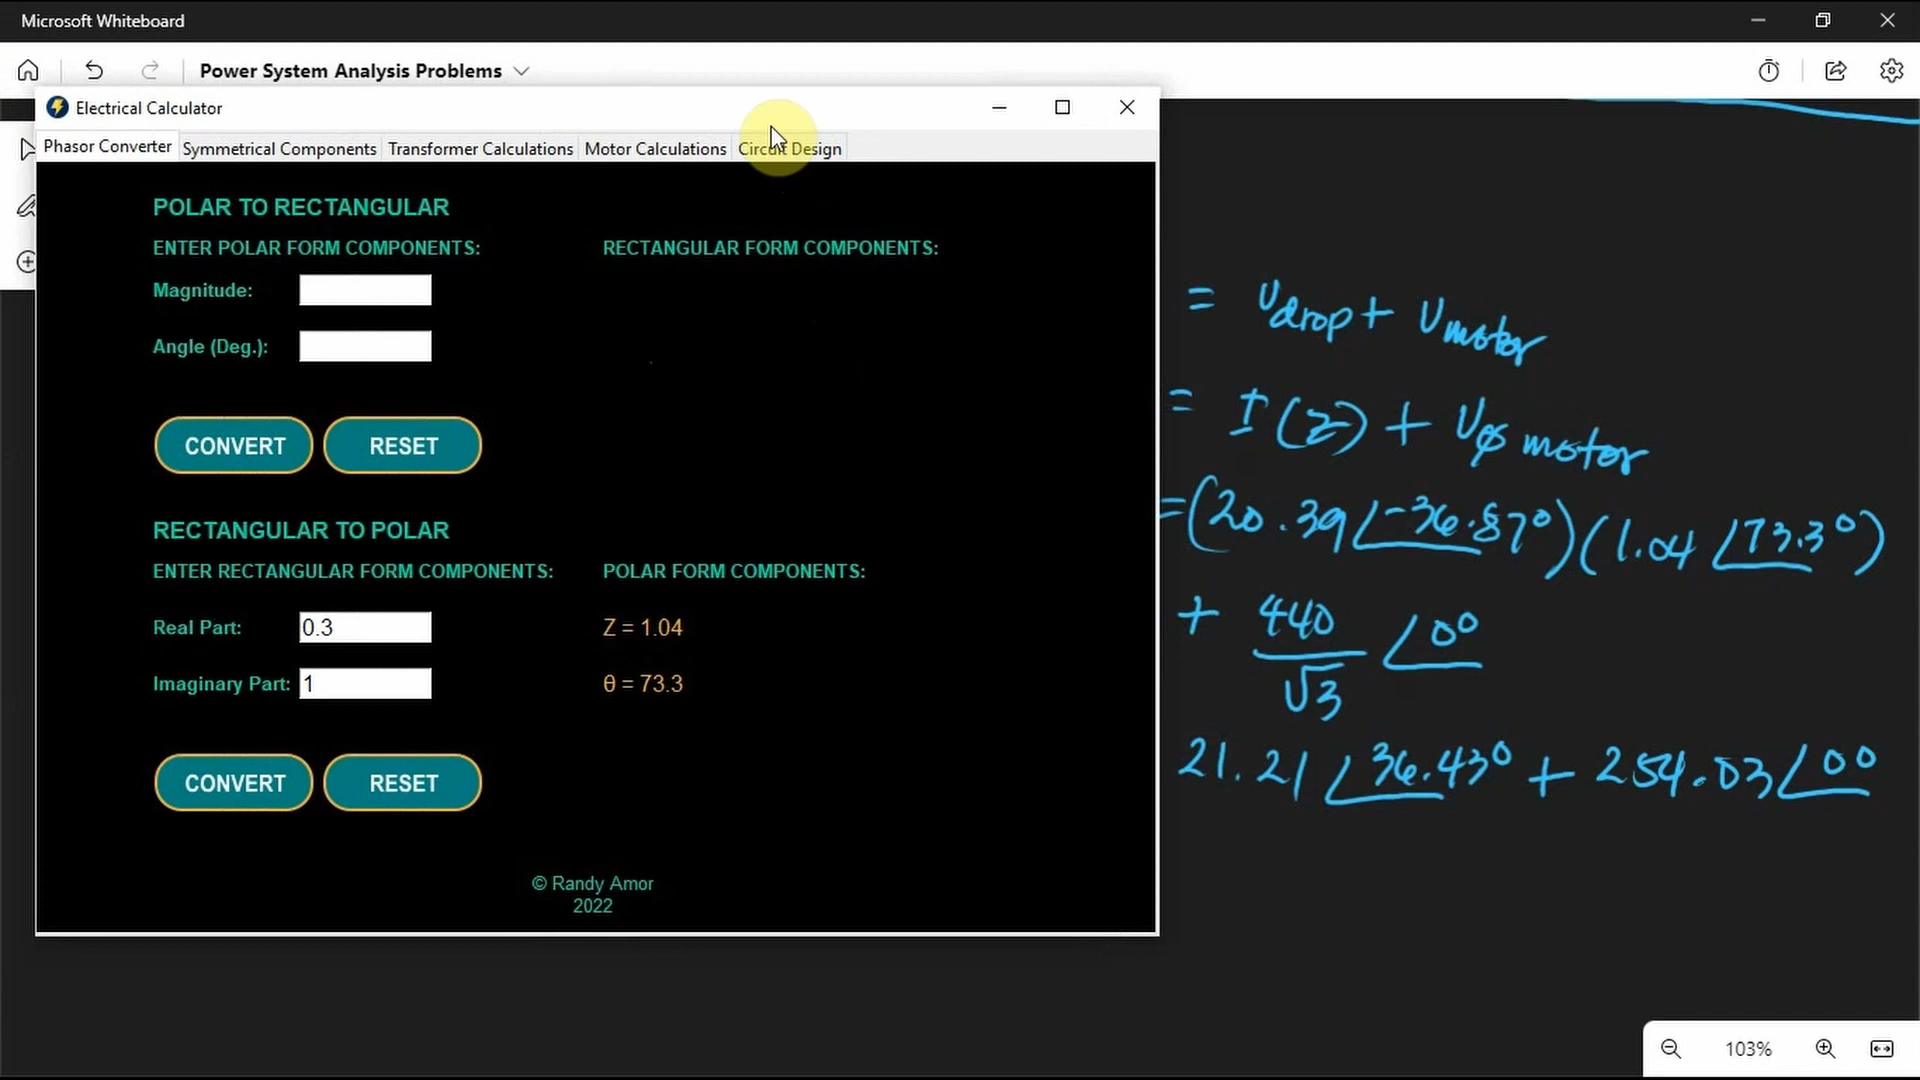 Microsoft Whiteboard
Power System Analysis Problems
Electrical Calculator
Phasor Converter Symmetrical Components Transformer Calculations Motor Calculations Circuit Design
POLAR TO RECTANGULAR
ENTER POLAR FORM COMPONENTS: RECTANGULAR FORM COMPONENTS:
Magnitude:
Angle (Deg.):
CONVERT RESET
RECTANGULAR TO POLAR
ENTER RECTANGULAR FORM COMPONENTS: POLAR FORM COMPONENTS:
Real Part: 0.3 Z = 1.04
Imaginary Part: 1 θ = 73.3
CONVERT RESET
© Randy Amor
2022
= Vdrop + Vmotor
= I(Z) + Vφ motor
= (20.39∠-36.87°)(1.04∠73.3°)
+ 440/√3 ∠0°
21.21∠36.43° + 254.03∠0°
103%